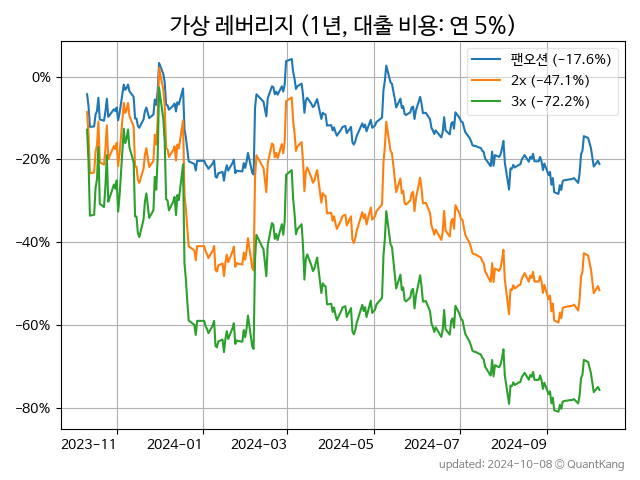 가상 레버리지 (1년, 대출 비용: 연 5%)
팬오션 (−17.6%)
2x (−47.1%)
3x (−72.2%)
0%
−20%
−40%
−60%
−80%
2023-11
2024-01
2024-03
2024-05
2024-07
2024-09
updated: 2024-10-08 © QuantKang